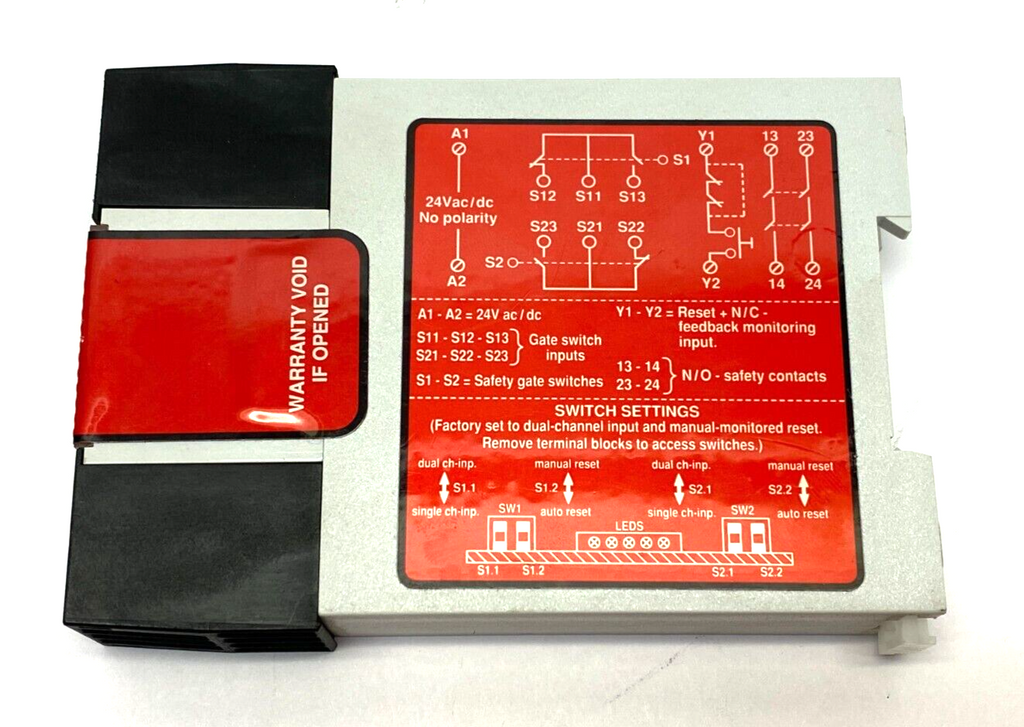 WARRANTY VOID
IF OPENED
A1
24Vac/dc
No polarity
A2
S1
S12 S11 S13
S23 S21 S22
S2
Y1
Y2
13 23
14 24
A1 - A2 = 24V ac/dc
S11 - S12 - S13
S21 - S22 - S23
Gate switch
inputs
S1 - S2 = Safety gate switches
Y1 - Y2 = Reset + N/C -
feedback monitoring
input.
13 - 14
23 - 24
N/O - safety contacts
SWITCH SETTINGS
(Factory set to dual-channel input and manual-monitored reset.
Remove terminal blocks to access switches.)
dual ch-inp. manual reset dual ch-inp. manual reset
S1.1 S1.2 S2.1 S2.2
single ch-inp. auto reset single ch-inp. auto reset
SW1 LEDS SW2
S1.1 S1.2 S2.1 S2.2